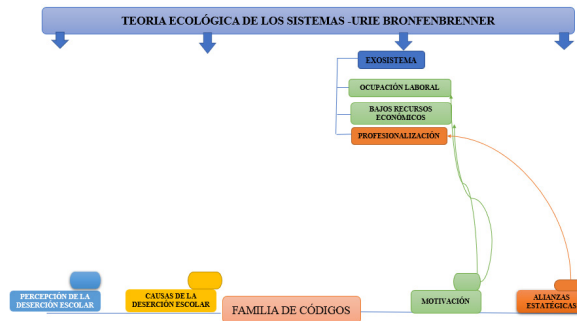 TEORIA ECOLÓGICA DE LOS SISTEMAS -URIE BRONFENBRENNER
EXOSISTEMA
OCUPACIÓN LABORAL
BAJOS RECURSOS
ECONÓMICOS
PROFESIONALIZACIÓN
PERCEPCIÓN DE LA
DESERCIÓN ESCOLAR
CAUSAS DE LA
DESERCIÓN ESCOLAR
FAMILIA DE CÓDIGOS
MOTIVACIÓN
ALIANZAS
ESTATÉGICAS